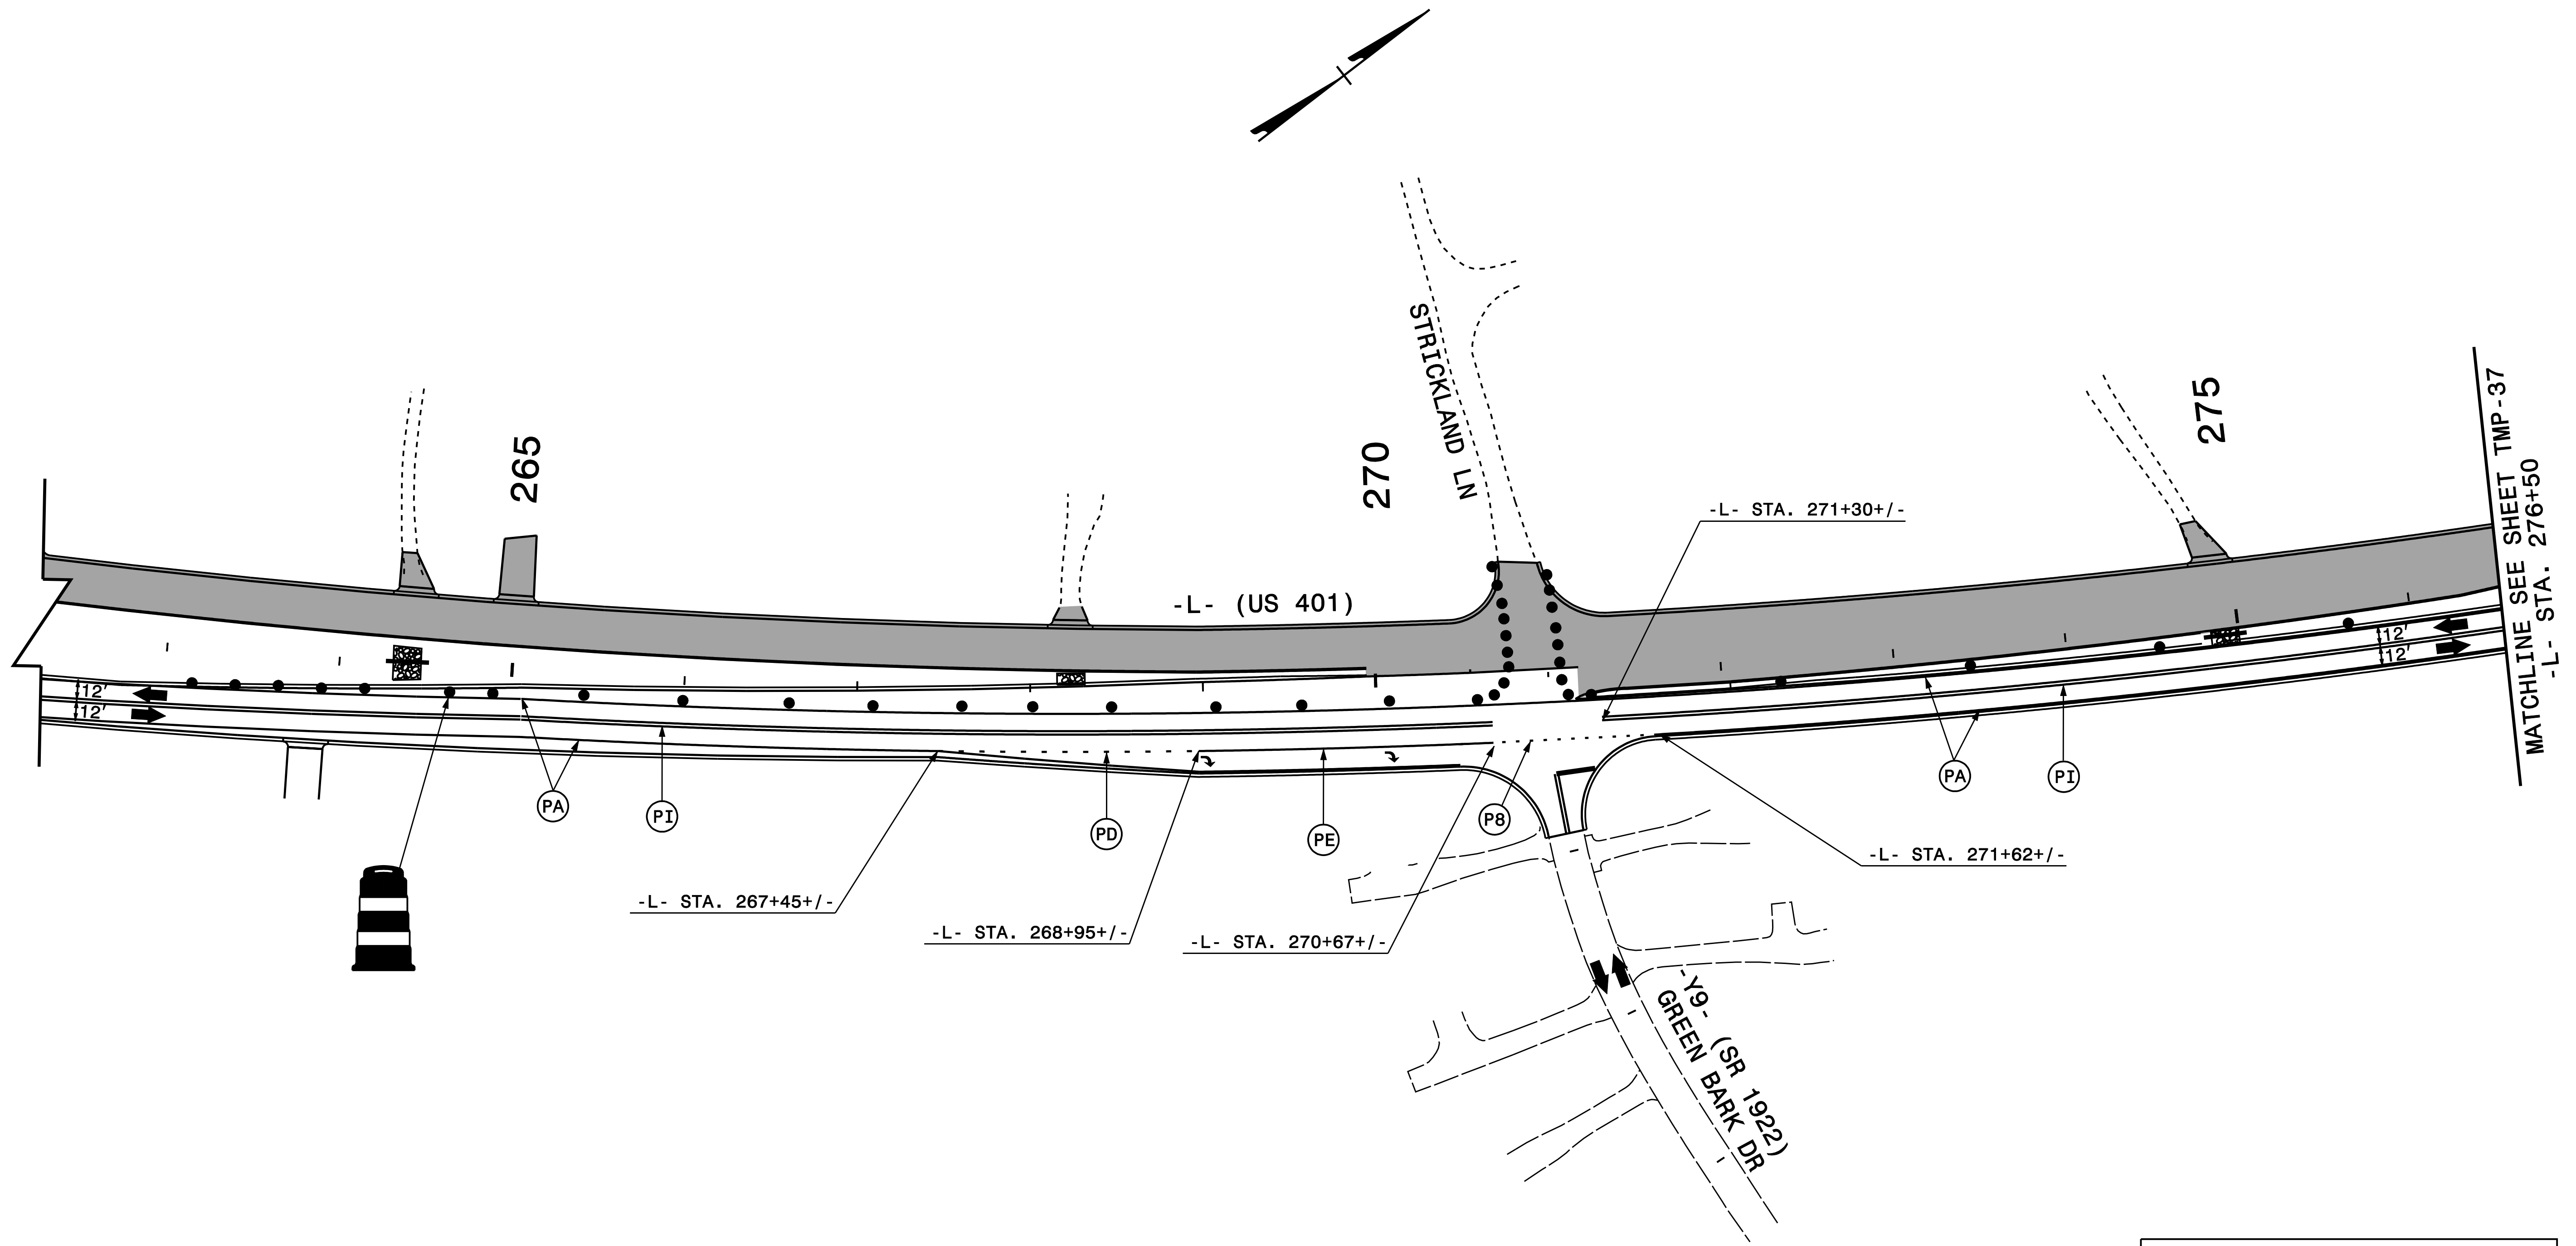 STRICKLAND LN
265
270
275
MATCHLINE SEE SHEET TMP-37
-L- STA. 276+50
-L- STA. 271+30+/-
-L- (US 401)
12'
12'
12'
12'
PA
PI
PD
PE
P8
PA
PI
-L- STA. 267+45+/-
-L- STA. 268+95+/-
-L- STA. 270+67+/-
-L- STA. 271+62+/-
-Y9- (SR 1922)
GREEN BARK DR